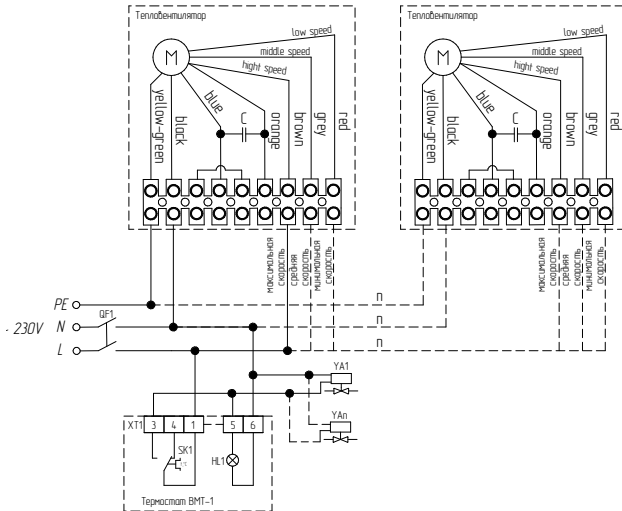 Тепловентилятор
Тепловентилятор
M
low speed
middle speed
hight speed
yellow-green
black
blue
C
orange
brown
grey
red
M
low speed
middle speed
hight speed
yellow-green
black
blue
C
orange
brown
grey
red
максимальная
скорость
средняя
скорость
минимальная
скорость
максимальная
скорость
средняя
скорость
минимальная
скорость
PE
n
QF1
~ 230V
N
n
L
n
YA1
YAn
XT1
3
4
1
5
6
SK1
HL1
Термостат BMT-1